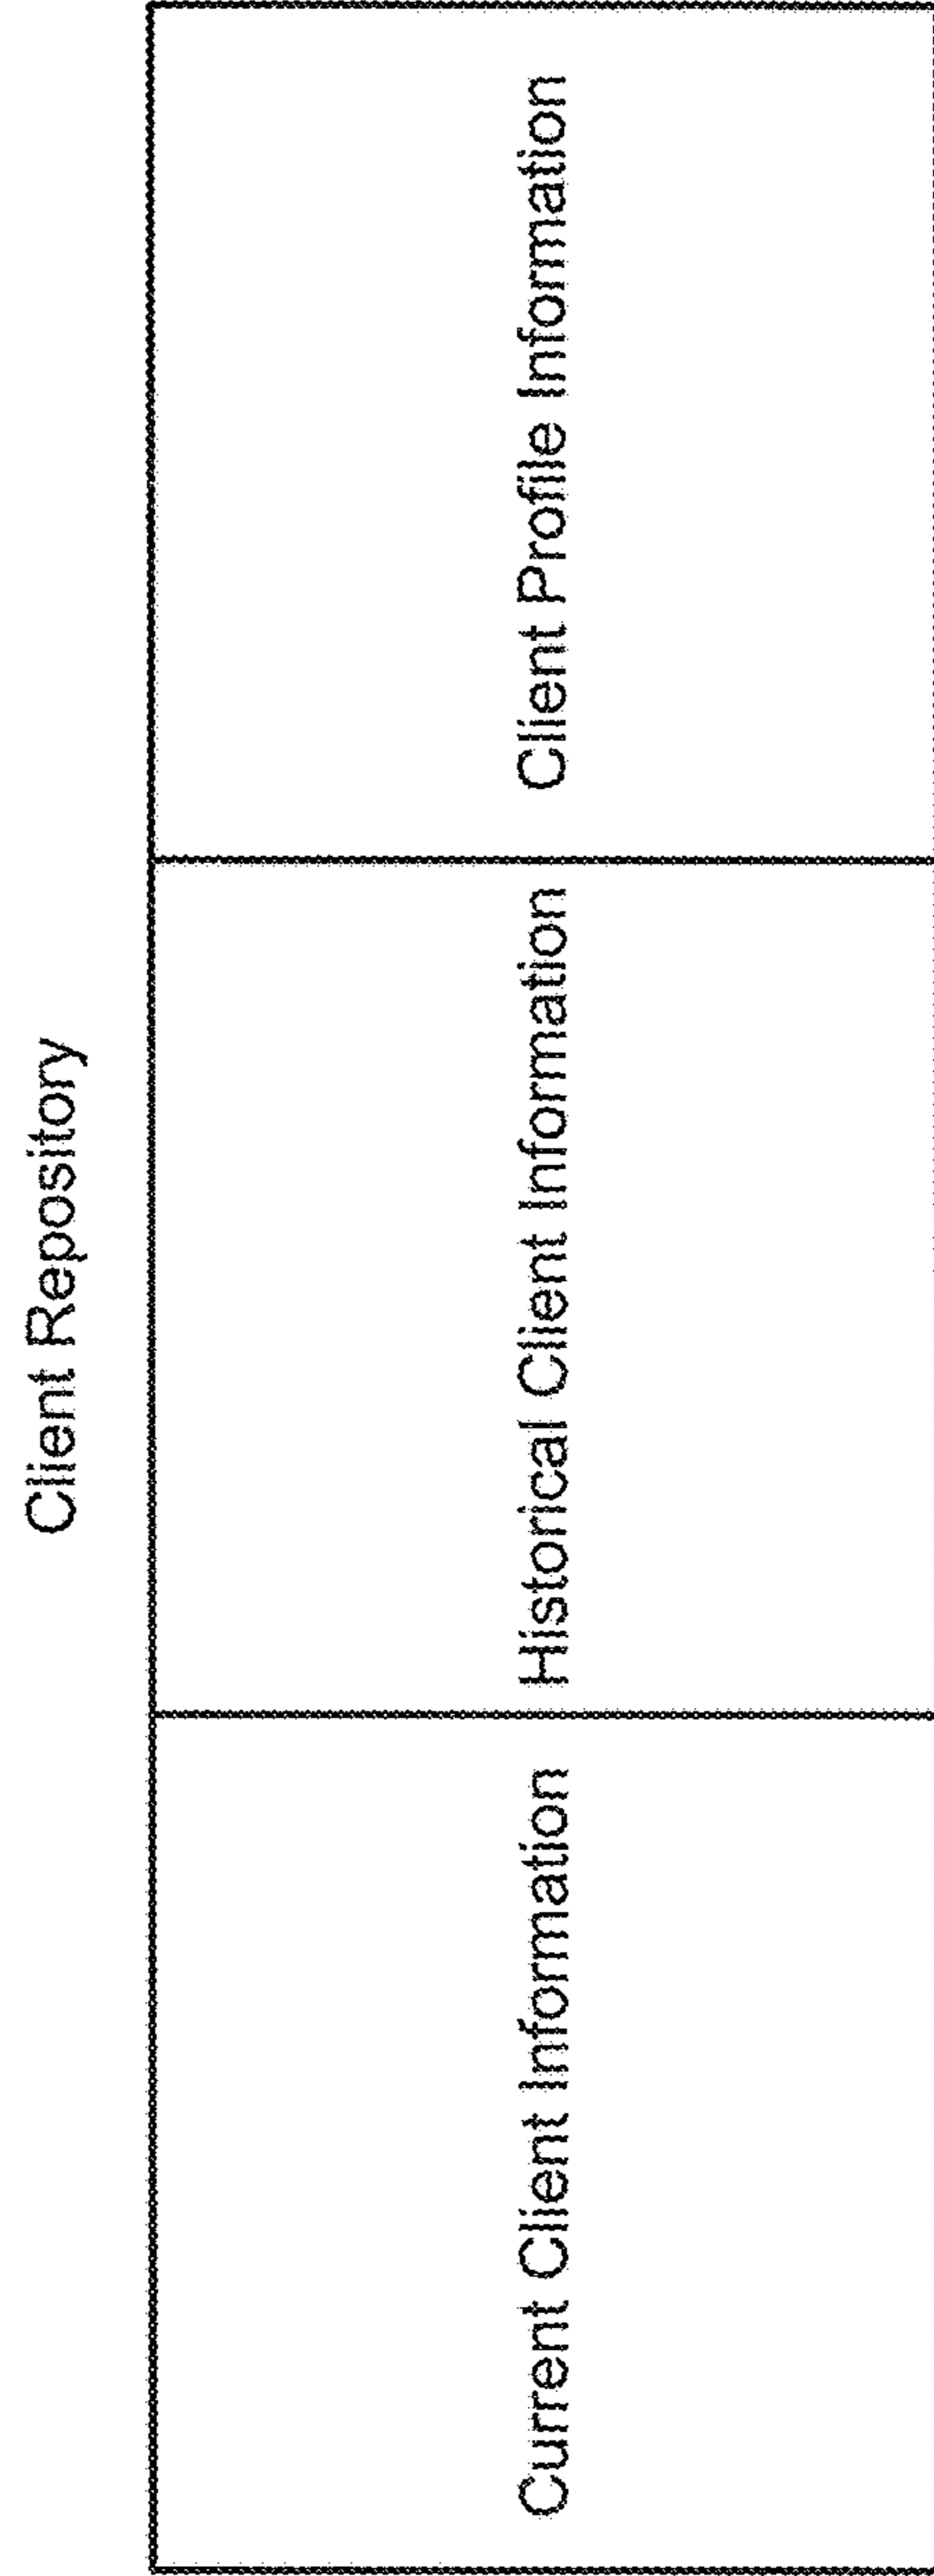 Client Repository
Current Client Information
Historical Client Information
Client Profile Information